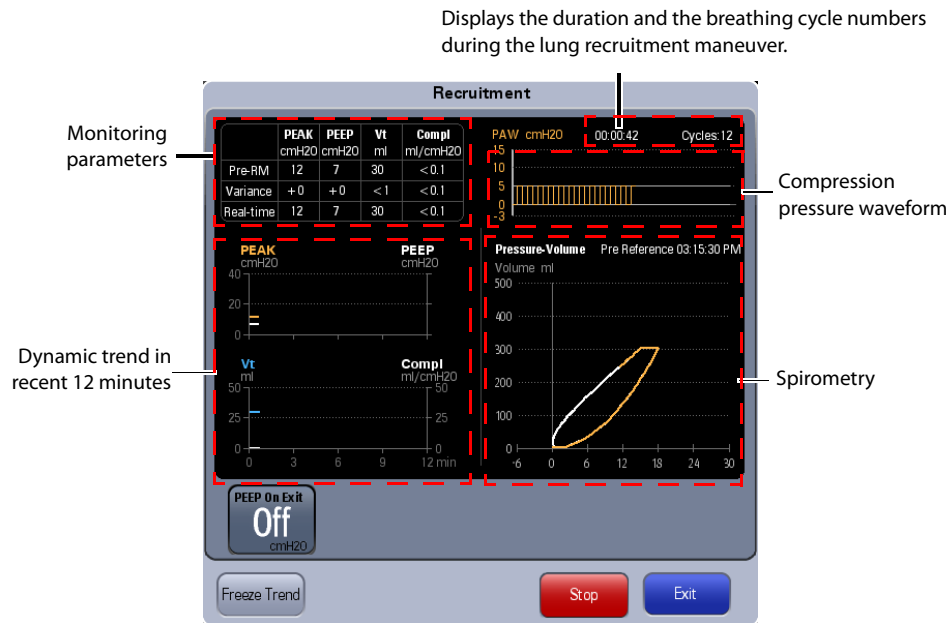 Displays the duration and the breathing cycle numbers
during the lung recruitment maneuver.
Recruitment
Monitoring
parameters
PEAK PEEP Vt Compl
cmH2O cmH2O ml ml/cmH2O
Pre-RM 12 7 30 <0.1
Variance +0 +0 <1 <0.1
Real-time 12 7 30 <0.1
PAW cmH2O 00:00:42 Cycles:12
15
10
5
0
-3
Compression
pressure waveform
PEAK PEEP
cmH2O cmH2O
40
20
0
Dynamic trend in
recent 12 minutes
Vt Compl
ml ml/cmH2O
50 50
25 25
0 0
0 3 6 9 12 min
Pressure-Volume Pre Reference 03:15:30 PM
Volume ml
500
400
300
200
100
0
-6 0 6 12 18 24 30
Spirometry
PEEP On Exit
Off
cmH2O
Freeze Trend Stop Exit